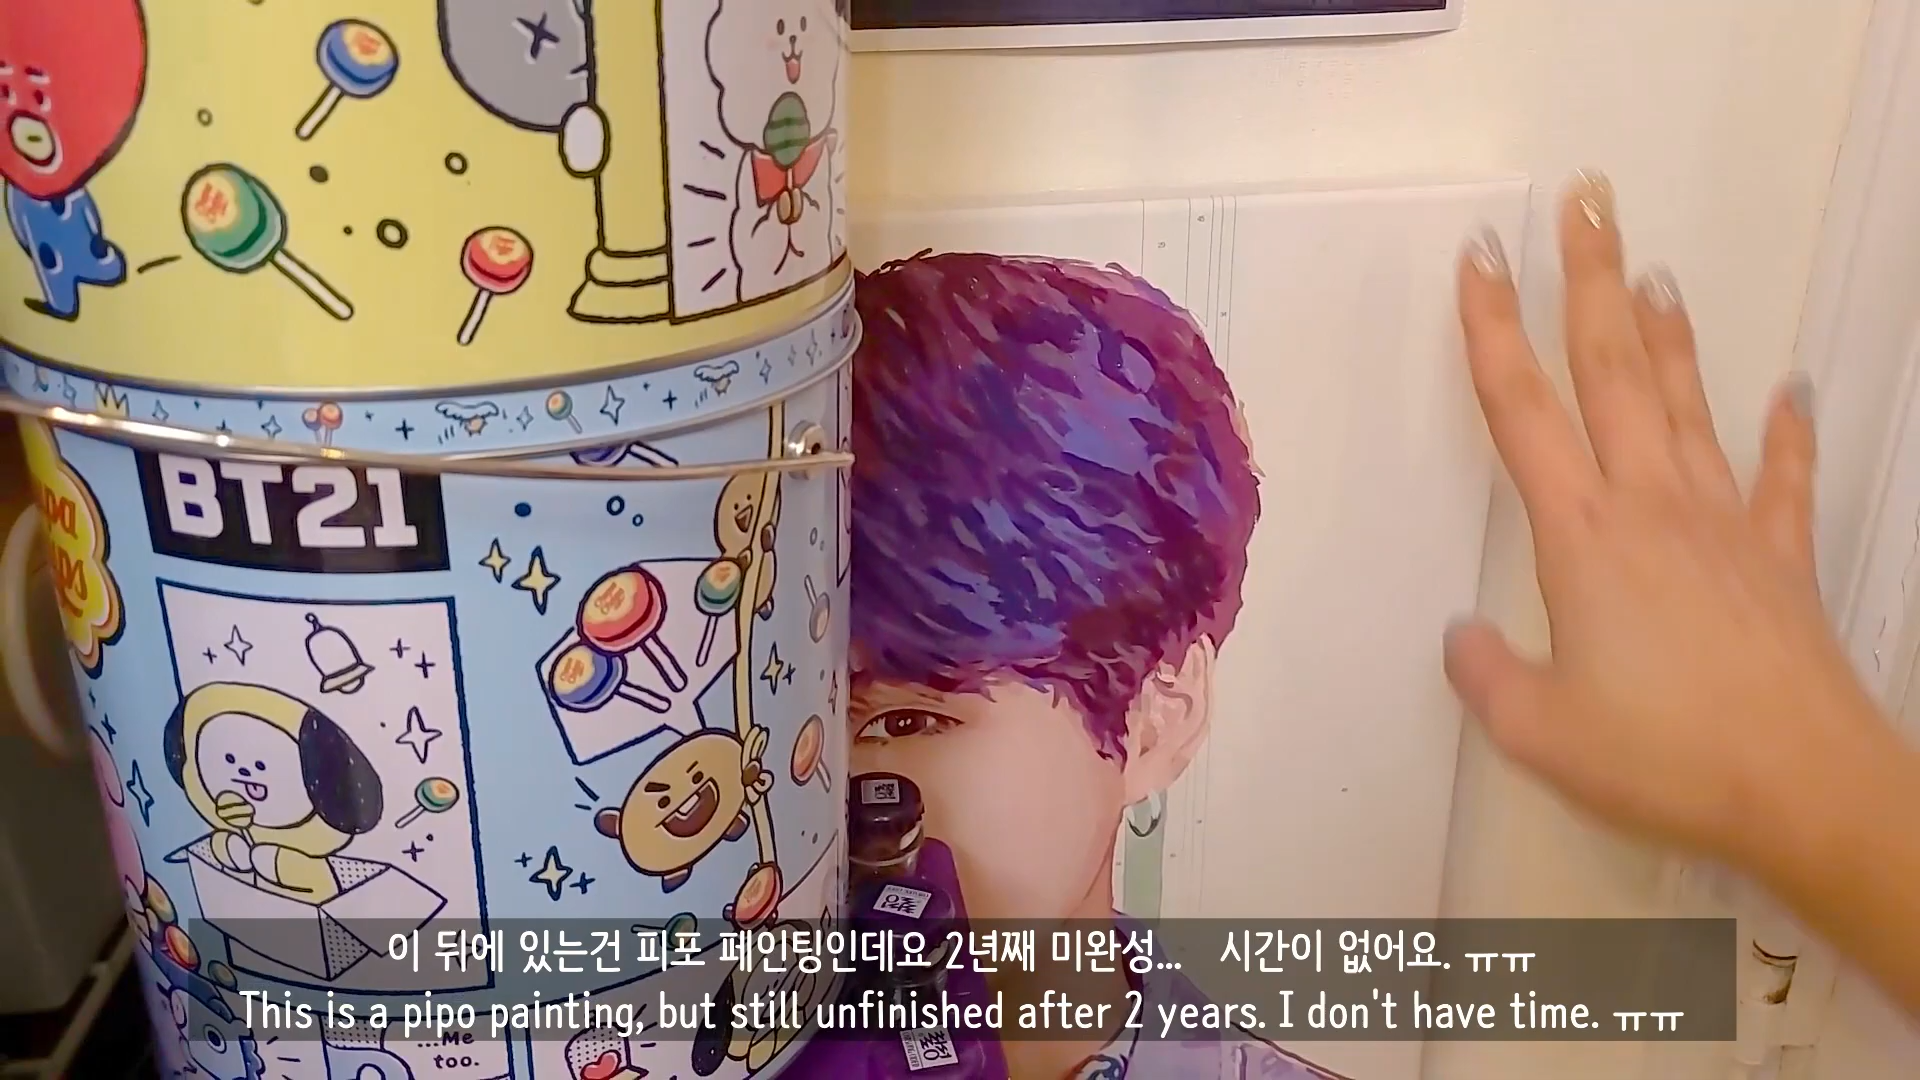 BT21
이 뒤에 있는건 피포 페인팅인데요 2년째 미완성... 시간이 없어요. ㅠㅠ
This is a pipo painting, but still unfinished after 2 years. I don't have time. ㅠㅠ
...Me
too.